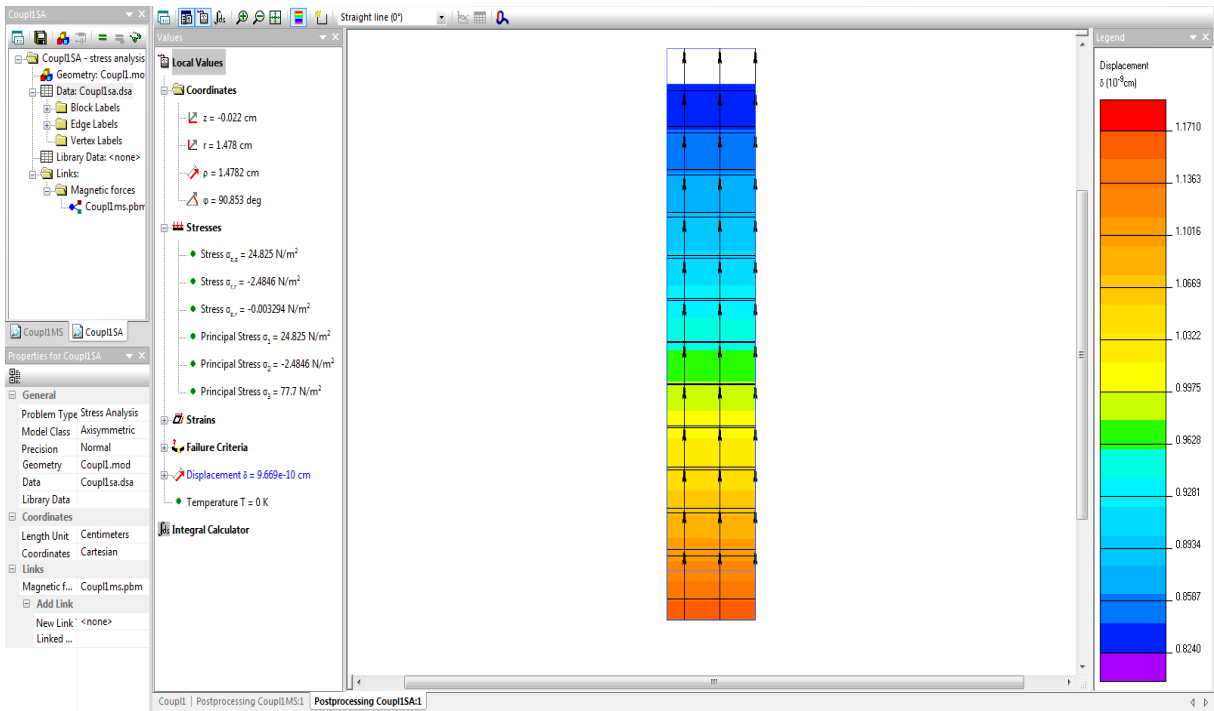 Coupl1SA
Coupl1SA - stress analysis
Geometry: Coupl1.mo
Data: Coupl1sa.dsa
Block Labels
Edge Labels
Vertex Labels
Library Data: <none>
Links:
Magnetic forces
Coupl1ms.pbm
Coupl1MS
Coupl1SA
Properties for Coupl1SA
General
Problem Type Stress Analysis
Model Class Axisymmetric
Precision Normal
Geometry Coupl1.mod
Data Coupl1sa.dsa
Library Data
Coordinates
Length Unit Centimeters
Coordinates Cartesian
Links
Magnetic f... Coupl1ms.pbm
Add Link
New Link <none>
Linked ...
Straight line (0°)
Values
Local Values
Coordinates
z = -0.022 cm
r = 1.478 cm
ρ = 1.4782 cm
φ = 90.853 deg
Stresses
Stress σz,z = 24.825 N/m²
Stress σr,r = -2.4846 N/m²
Stress σz,r = -0.003294 N/m²
Principal Stress σ1 = 24.825 N/m²
Principal Stress σ2 = -2.4846 N/m²
Principal Stress σ3 = 77.7 N/m²
Strains
Failure Criteria
Displacement δ = 9.669e-10 cm
Temperature T = 0 K
Integral Calculator
Coupl1 | Postprocessing Coupl1MS:1 | Postprocessing Coupl1SA:1
Legend
Displacement
δ (10⁻⁹cm)
1.1710
1.1363
1.1016
1.0669
1.0322
0.9975
0.9628
0.9281
0.8934
0.8587
0.8240